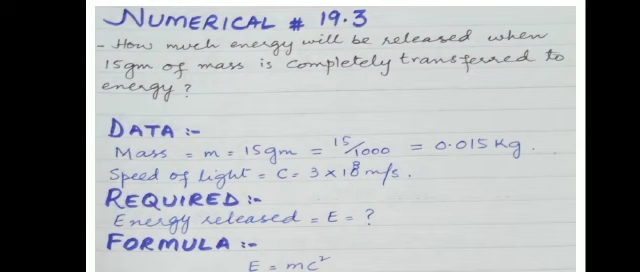 NUMERICAL # 19.3
- How much energy will be released when
15gm of mass is completely transferred to
energy ?
DATA :-
Mass = m = 15gm = 15/1000 = 0.015 Kg.
Speed of light = C = 3 × 10⁸ m/s.
REQUIRED :-
Energy released = E = ?
FORMULA :-
E = mc²